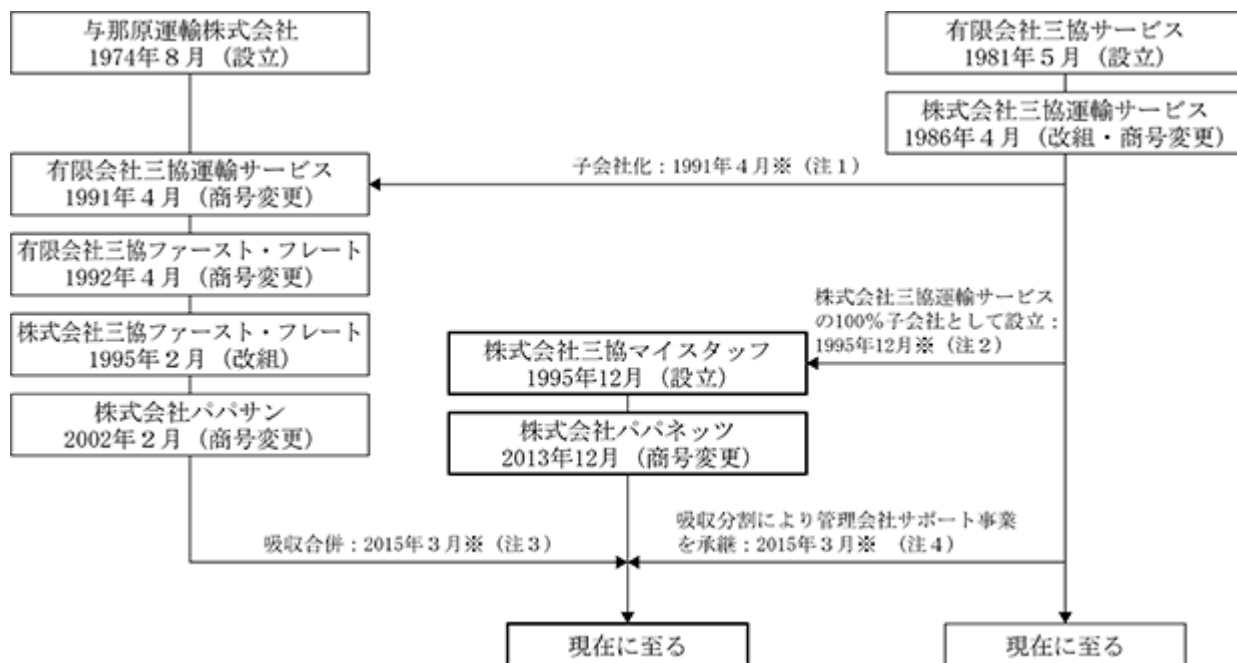 与那原運輸株式会社
1974年8月（設立）
有限会社三協サービス
1981年5月（設立）
株式会社三協運輸サービス
1986年4月（改組・商号変更）
有限会社三協運輸サービス
1991年4月（商号変更）
子会社化：1991年4月※（注1）
有限会社三協ファースト・フレート
1992年4月（商号変更）
株式会社三協ファースト・フレート
1995年2月（改組）
株式会社三協運輸サービス
の100％子会社として設立：
1995年12月※（注2）
株式会社三協マイスタッフ
1995年12月（設立）
株式会社パパサン
2002年2月（商号変更）
株式会社パパネッツ
2013年12月（商号変更）
吸収合併：2015年3月※（注3）
吸収分割により管理会社サポート事業
を承継：2015年3月※　（注4）
現在に至る
現在に至る